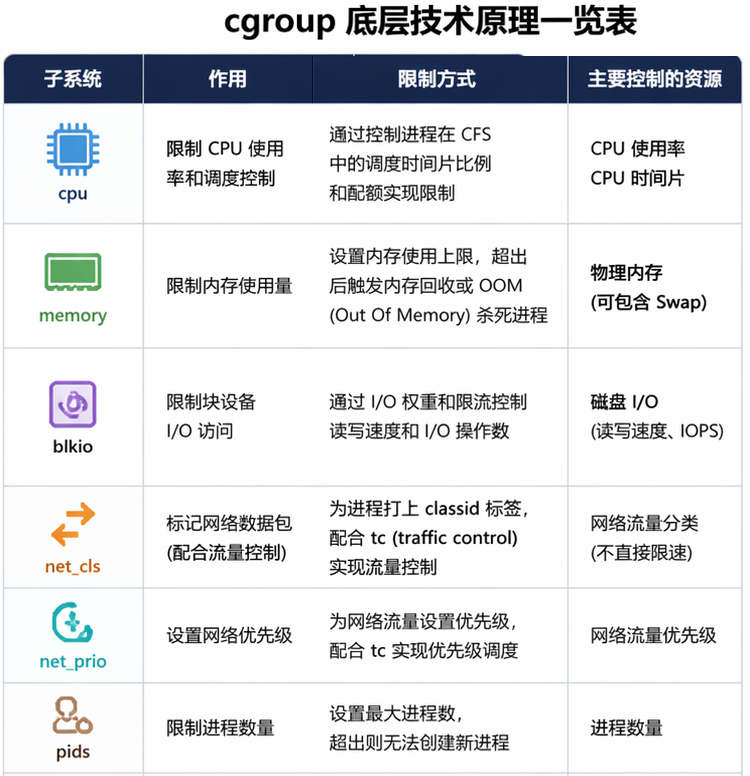 cgroup 底层技术原理一览表
子系统
作用
限制方式
主要控制的资源
cpu
限制 CPU 使用
率和调度控制
通过控制进程在 CFS
中的调度时间片比例
和配额实现限制
CPU 使用率
CPU 时间片
memory
限制内存使用量
设置内存使用上限，超出
后触发内存回收或 OOM
(Out Of Memory) 杀死进程
物理内存
(可包含 Swap)
blkio
限制块设备
I/O 访问
通过 I/O 权重和限流控制
读写速度和 I/O 操作数
磁盘 I/O
(读写速度、IOPS)
net_cls
标记网络数据包
(配合流量控制)
为进程打上 classid 标签，
配合 tc (traffic control)
实现流量控制
网络流量分类
(不直接限速)
net_prio
设置网络优先级
为网络流量设置优先级，
配合 tc 实现优先级调度
网络流量优先级
pids
限制进程数量
设置最大进程数，
超出则无法创建新进程
进程数量